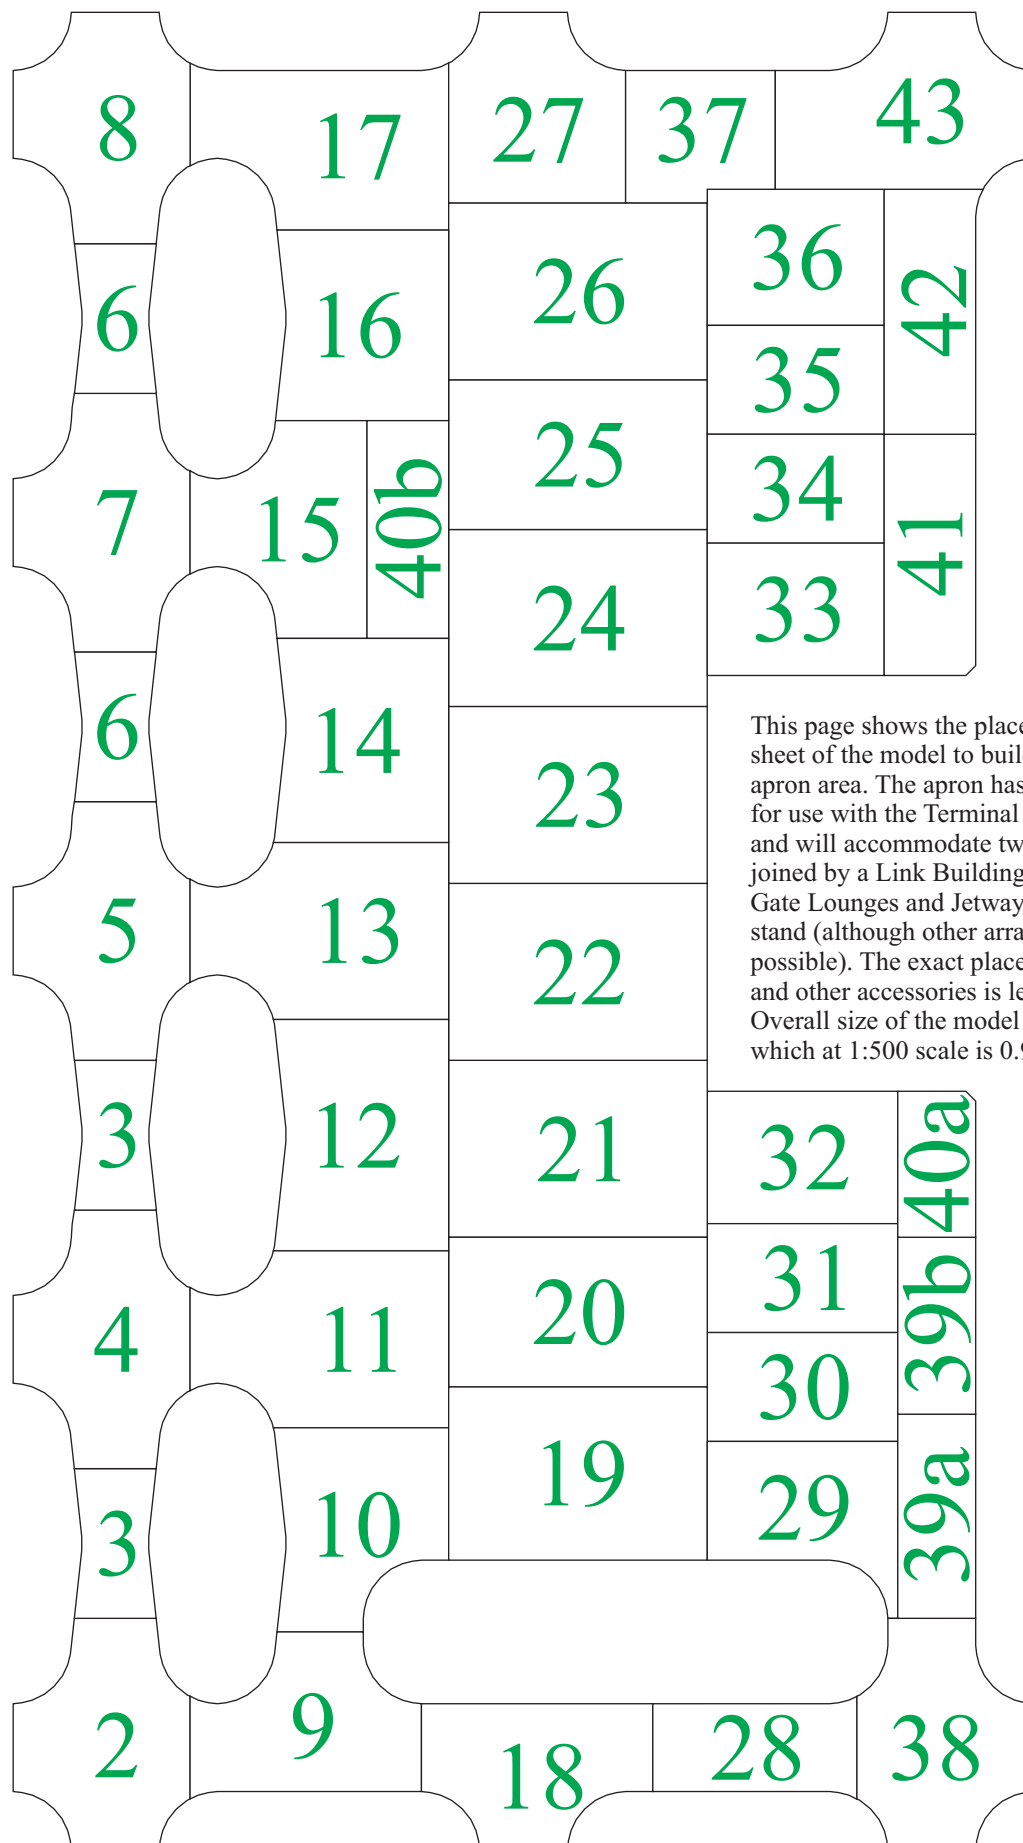 8
17
27
37
43
6
16
26
36
42
35
7
15
40b
25
34
41
33
24
6
14
23
This page shows the place
sheet of the model to buil
apron area. The apron has
for use with the Terminal
and will accommodate tw
joined by a Link Building
Gate Lounges and Jetway
stand (although other arra
possible). The exact place
and other accessories is le
Overall size of the model
which at 1:500 scale is 0.9
5
13
22
3
12
21
32
40a
31
39b
4
11
20
30
19
29
39a
3
10
2
9
18
28
38